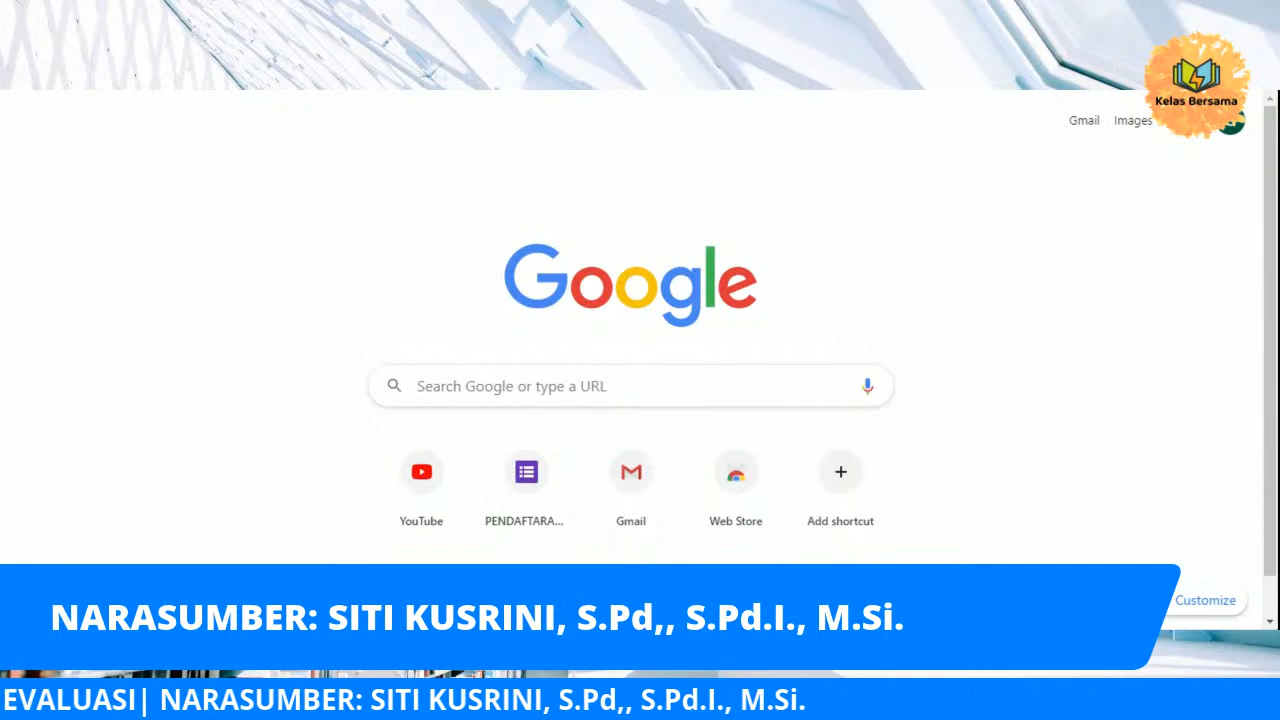 Kelas Bersama
Gmail Images
Google
Search Google or type a URL
YouTube PENDAFTARA... Gmail Web Store Add shortcut
Customize
NARASUMBER: SITI KUSRINI, S.Pd,, S.Pd.I., M.Si.
EVALUASI| NARASUMBER: SITI KUSRINI, S.Pd,, S.Pd.I., M.Si.